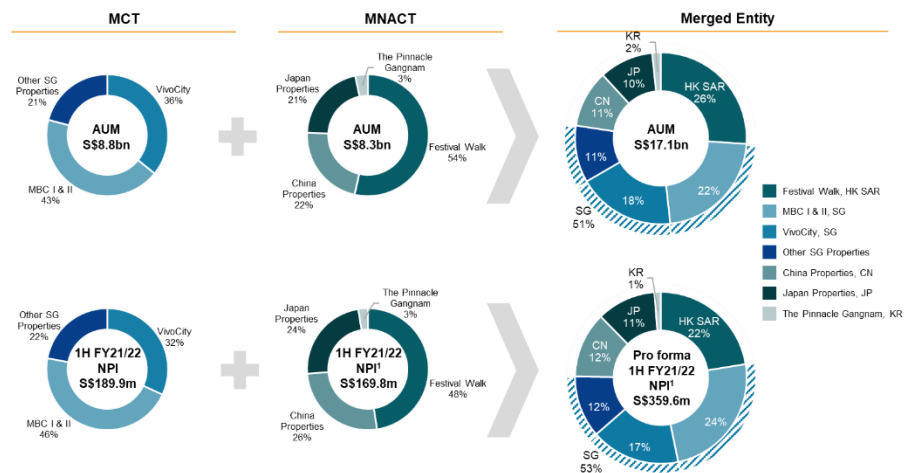 MCT
MNACT
Merged Entity
Other SG
Properties
21%
VivoCity
36%
AUM
S$8.8bn
MBC I & II
43%
The Pinnacle
Gangnam
3%
Japan
Properties
21%
AUM
S$8.3bn
Festival Walk
54%
China
Properties
22%
KR
2%
JP
10%
HK SAR
26%
CN
11%
AUM
S$17.1bn
11%
22%
18%
SG
51%
Festival Walk, HK SAR
MBC I & II, SG
VivoCity, SG
Other SG Properties
China Properties, CN
Japan Properties, JP
The Pinnacle Gangnam, KR
Other SG
Properties
22%
VivoCity
32%
1H FY21/22
NPI
S$189.9m
MBC I & II
46%
The Pinnacle
Gangnam
3%
Japan
Properties
24%
1H FY21/22
NPI¹
S$169.8m
Festival Walk
48%
China
Properties
26%
KR
1%
JP
11%
HK SAR
22%
CN
12%
Pro forma
1H FY21/22
NPI¹
S$359.6m
12%
24%
17%
SG
53%